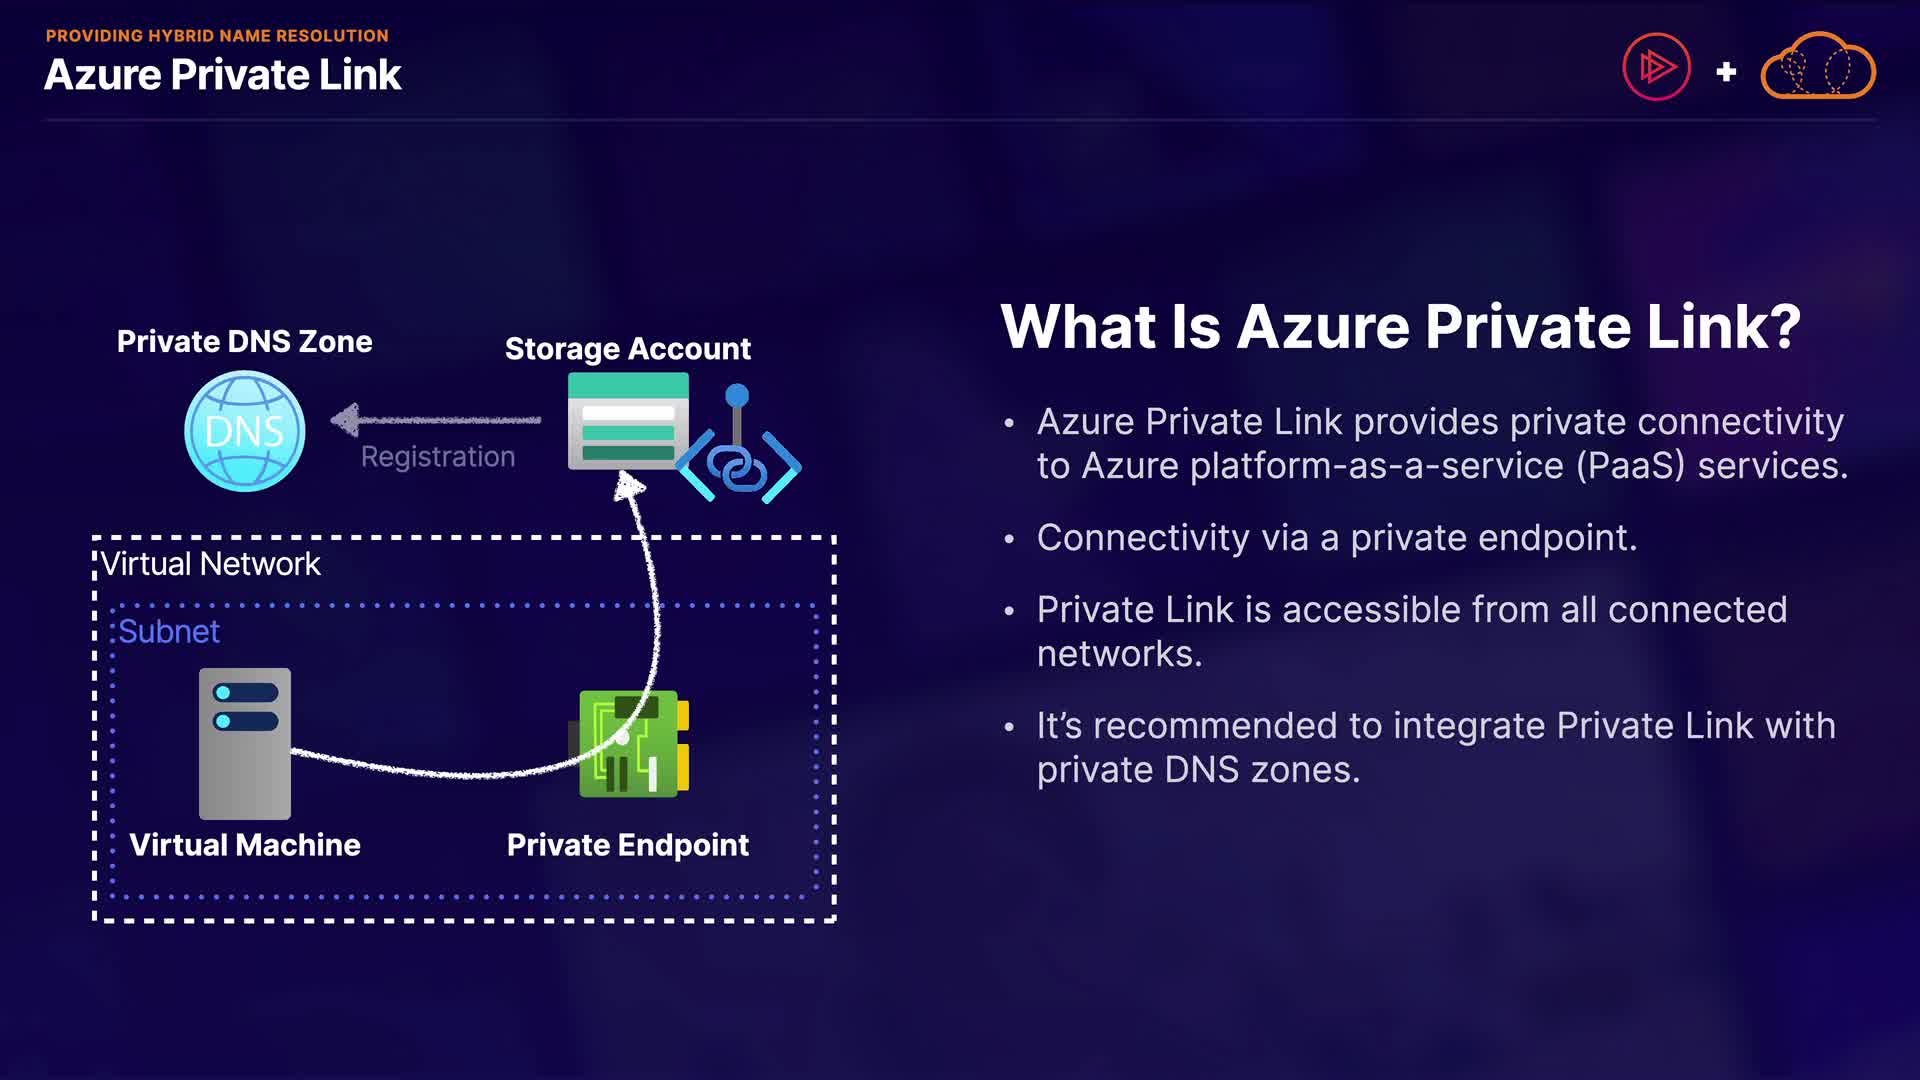 PROVIDING HYBRID NAME RESOLUTION
Azure Private Link
Private DNS Zone
Storage Account
DNS
Registration
Virtual Network
Subnet
Virtual Machine
Private Endpoint
What Is Azure Private Link?
• Azure Private Link provides private connectivity
to Azure platform-as-a-service (PaaS) services.
• Connectivity via a private endpoint.
• Private Link is accessible from all connected
networks.
• It’s recommended to integrate Private Link with
private DNS zones.